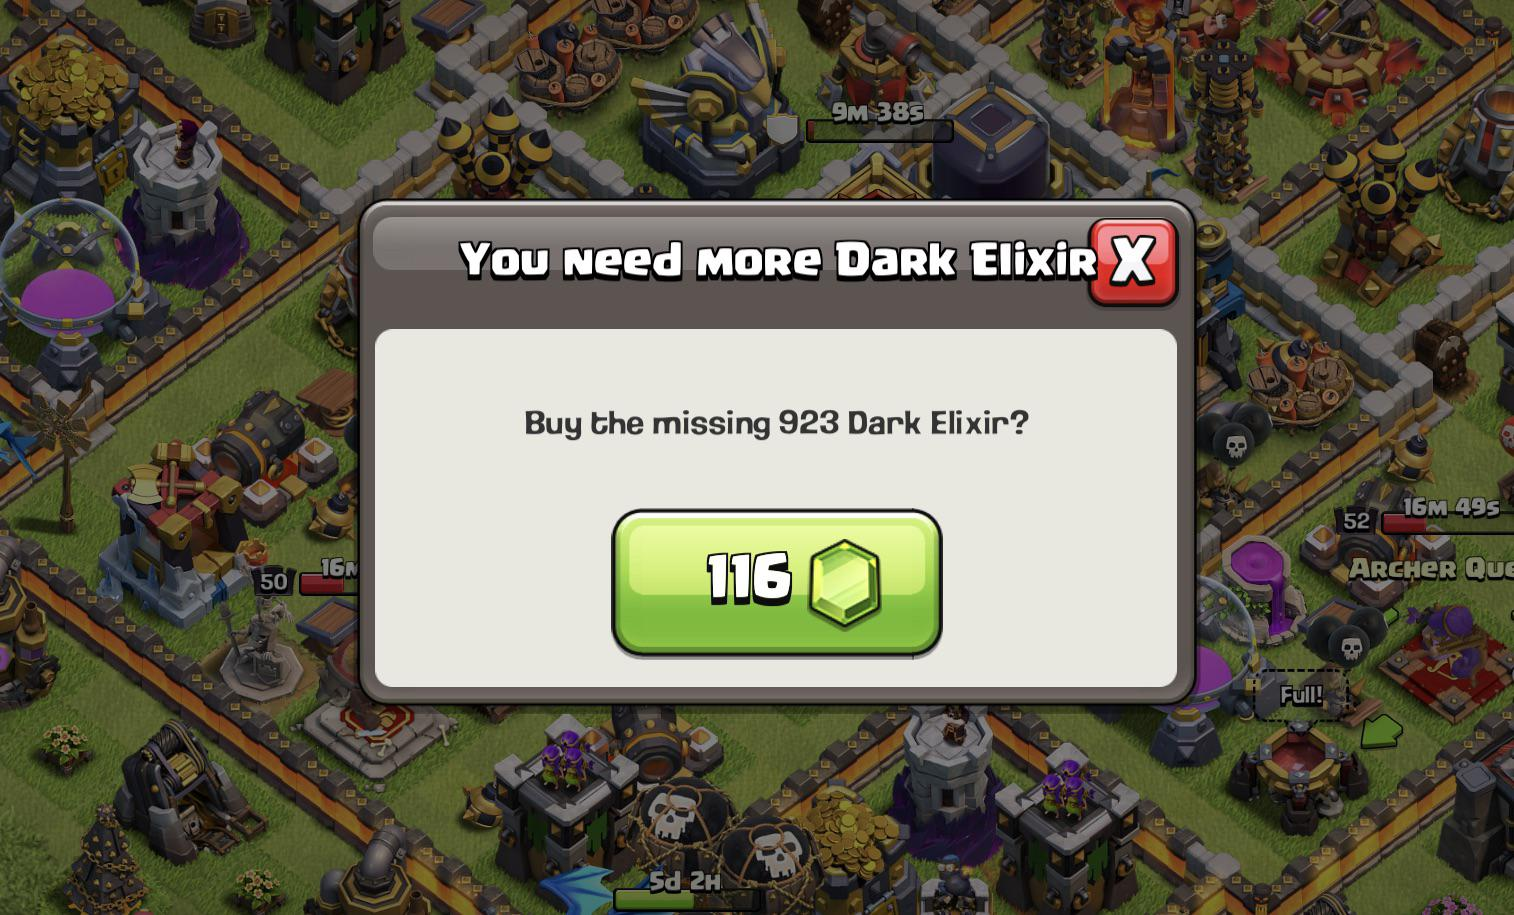 9m 38s
You need more Dark Elixir
X
Buy the missing 923 Dark Elixir?
116
52
16m 49s
Archer Que
50
16m
Full!
5d 2h